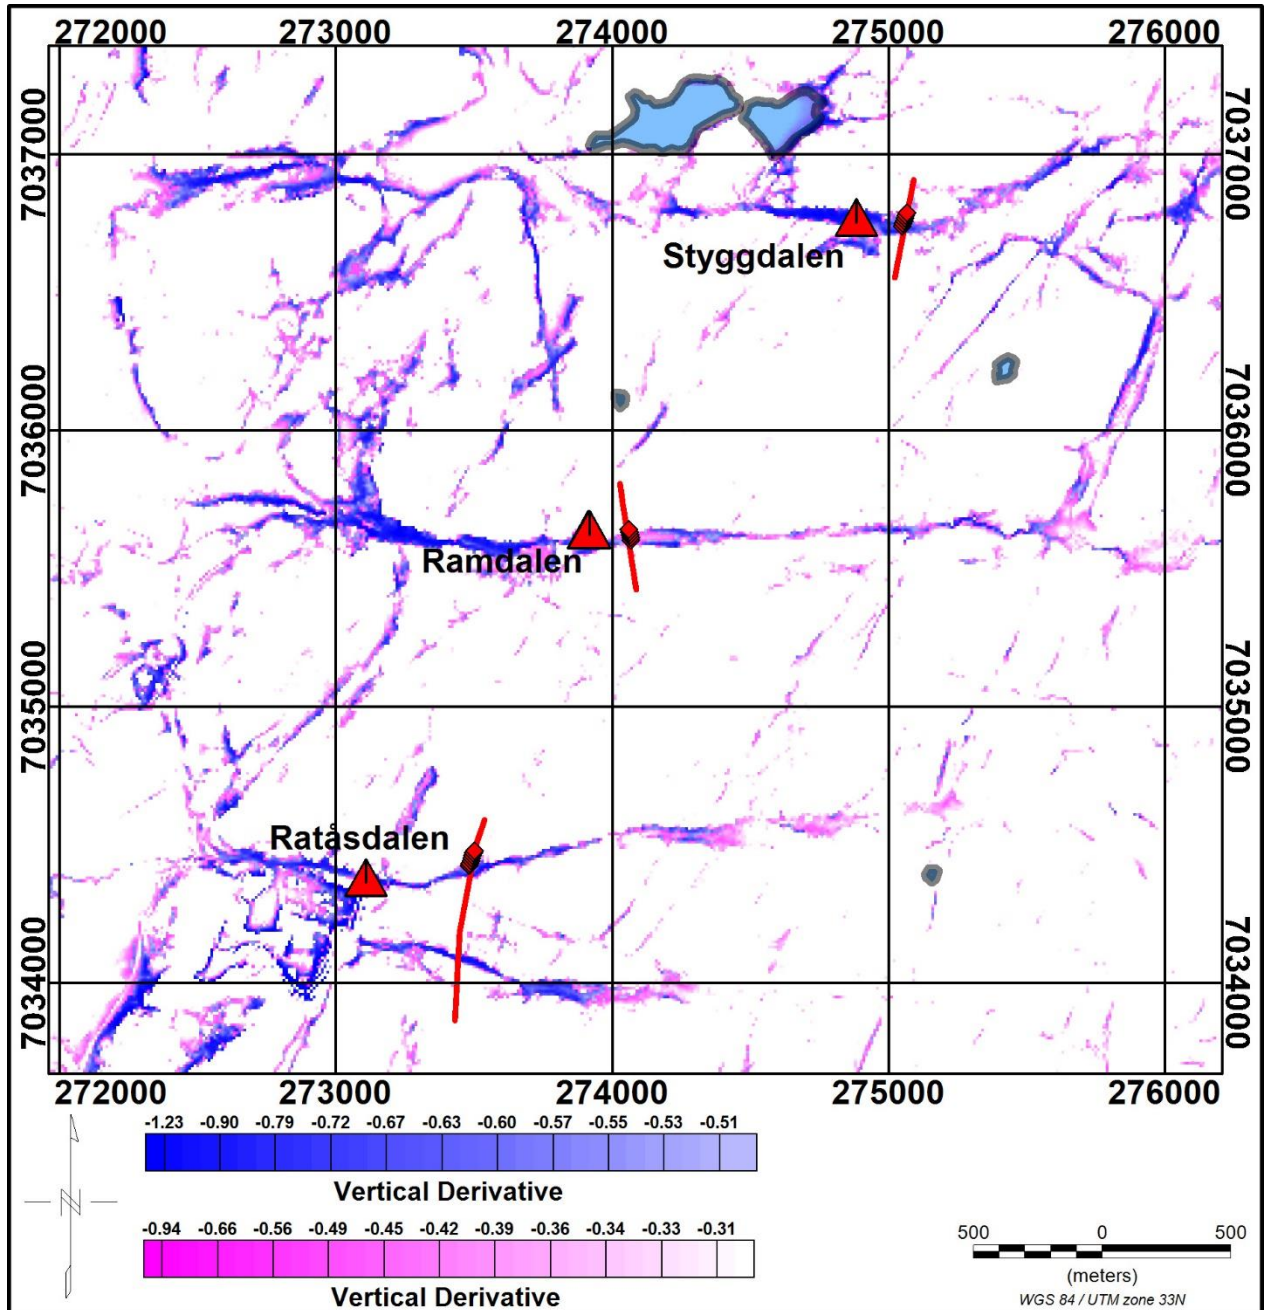 272000 273000 274000 275000 276000
7037000 7037000
Styggdalen
7036000 7036000
Ramdalen
7035000 7035000
Ratåsdalen
7034000 7034000
272000 273000 274000 275000 276000
-1.23 -0.90 -0.79 -0.72 -0.67 -0.63 -0.60 -0.57 -0.55 -0.53 -0.51
Vertical Derivative
-0.94 -0.66 -0.56 -0.49 -0.45 -0.42 -0.39 -0.36 -0.34 -0.33 -0.31
Vertical Derivative
N
500 0 500
(meters)
WGS 84 / UTM zone 33N